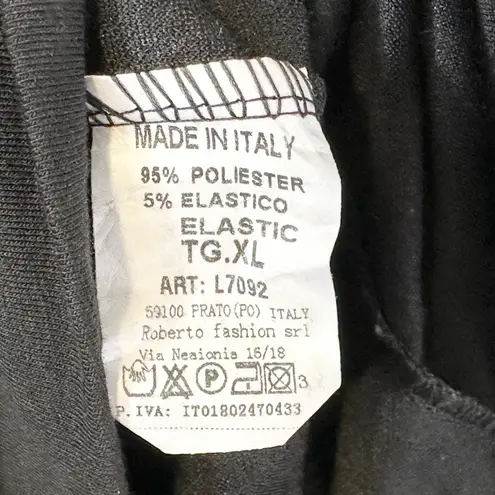 MADE IN ITALY
95% POLIESTER
5% ELASTICO
ELASTIC
TG.XL
ART: L7092
59100 PRATO(PO) ITALY
Roberto fashion srl
Via Neaionia 16/18
P 3
P.IVA: IT01802470433